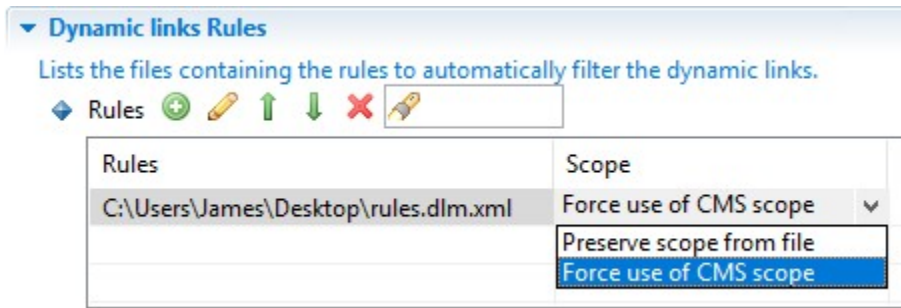 Dynamic links Rules
Lists the files containing the rules to automatically filter the dynamic links.
Rules
Rules Scope
C:\Users\James\Desktop\rules.dlm.xml Force use of CMS scope
Preserve scope from file
Force use of CMS scope